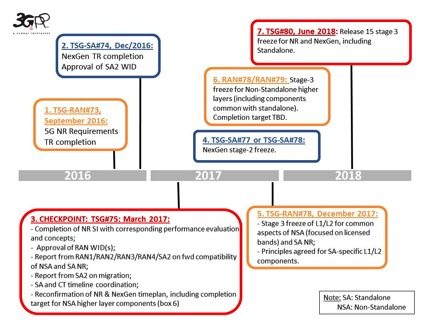 3GPP
A GLOBAL INITIATIVE
2. TSG-SA#74, Dec/2016:
NexGen TR completion
Approval of SA2 WID
7. TSG#80, June 2018: Release 15 stage 3
freeze for NR and NexGen, including
Standalone.
1. TSG-RAN#73,
September 2016:
5G NR Requirements
TR completion
6. RAN#78/RAN#79: Stage-3
freeze for Non-Standalone higher
layers (including components
common with standalone).
Completion target TBD.
4. TSG-SA#77 or TSG-SA#78:
NexGen stage-2 freeze.
2016
2017
2018
3. CHECKPOINT: TSG#75: March 2017:
- Completion of NR SI with corresponding performance evaluation
and concepts;
- Approval of RAN WID(s);
- Report from RAN1/RAN2/RAN3/RAN4/SA2 on fwd compatibility
of NSA and SA NR;
- Report from SA2 on migration;
- SA and CT timeline coordination;
- Reconfirmation of NR & NexGen timeplan, including completion
target for NSA higher layer components (box 6)
5. TSG-RAN#78, December 2017:
- Stage 3 freeze of L1/L2 for common
aspects of NSA (focused on licensed
bands) and SA NR;
- Principles agreed for SA-specific L1/L2
components.
Note: SA: Standalone
NSA: Non-Standalone